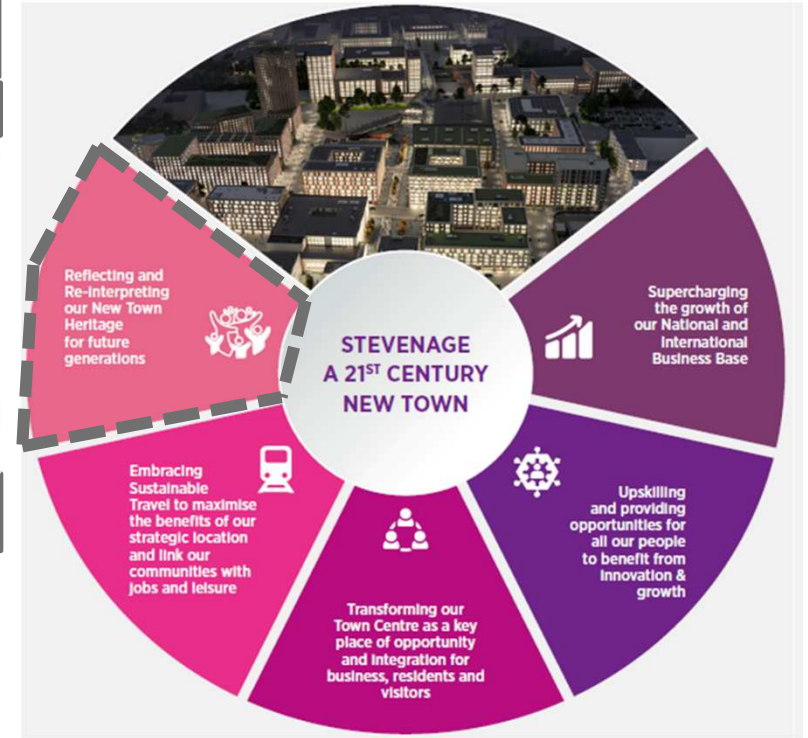 STEVENAGE
A 21ST CENTURY
NEW TOWN
Supercharging
the growth of
our National and
International
Business Base
Upskilling
and providing
opportunities for
all our people
to benefit from
Innovation &
growth
Transforming our
Town Centre as a key
place of opportunity
and Integration for
business, residents and
visitors
Embracing
Sustainable
Travel to maximise
the benefits of our
strategic location
and link our
communities with
jobs and leisure
Reflecting and
Re-interpreting
our New Town
Heritage
for future
generations